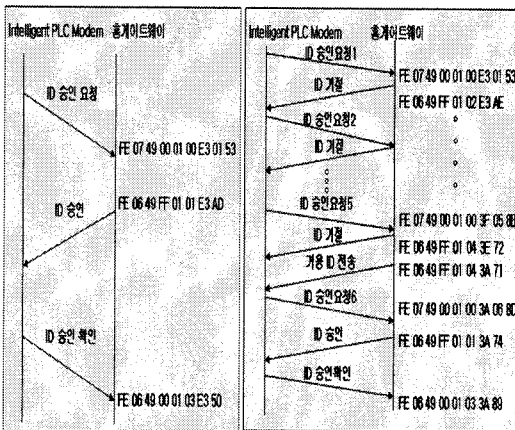 Intelligent PLC Modem 홈게이트웨이
ID 승인 요청
FE 07 49 00 01 00 E3 01 53
ID 승인
FE 06 49 FF 01 01 E3 AD
ID 승인 확인
FE 06 49 00 01 03 E3 50
Intelligent PLC Modem 홈게이트웨이
ID 승인요청1
FE 07 49 00 01 00 E3 01 53
ID 거절
FE 06 49 FF 01 02 E3 AE
ID 승인요청2
ID 거절
ID 승인요청5
FE 07 49 00 01 00 3F 05 8B
ID 거절
FE 06 49 FF 01 04 3E 72
가용 ID 전송
FE 06 49 FF 01 04 3A 71
ID 승인요청6
FE 07 49 00 01 00 3A 06 8D
ID 승인
FE 06 49 FF 01 01 3A 74
ID 승인확인
FE 06 49 00 01 03 3A 89